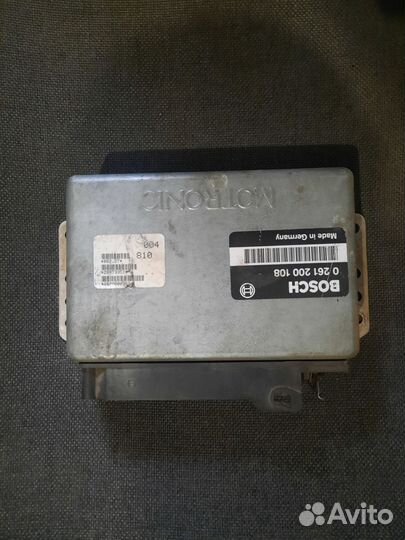 MOTRONIC
004
810
BOSCH
0 261 200 108
Made in Germany
Avito